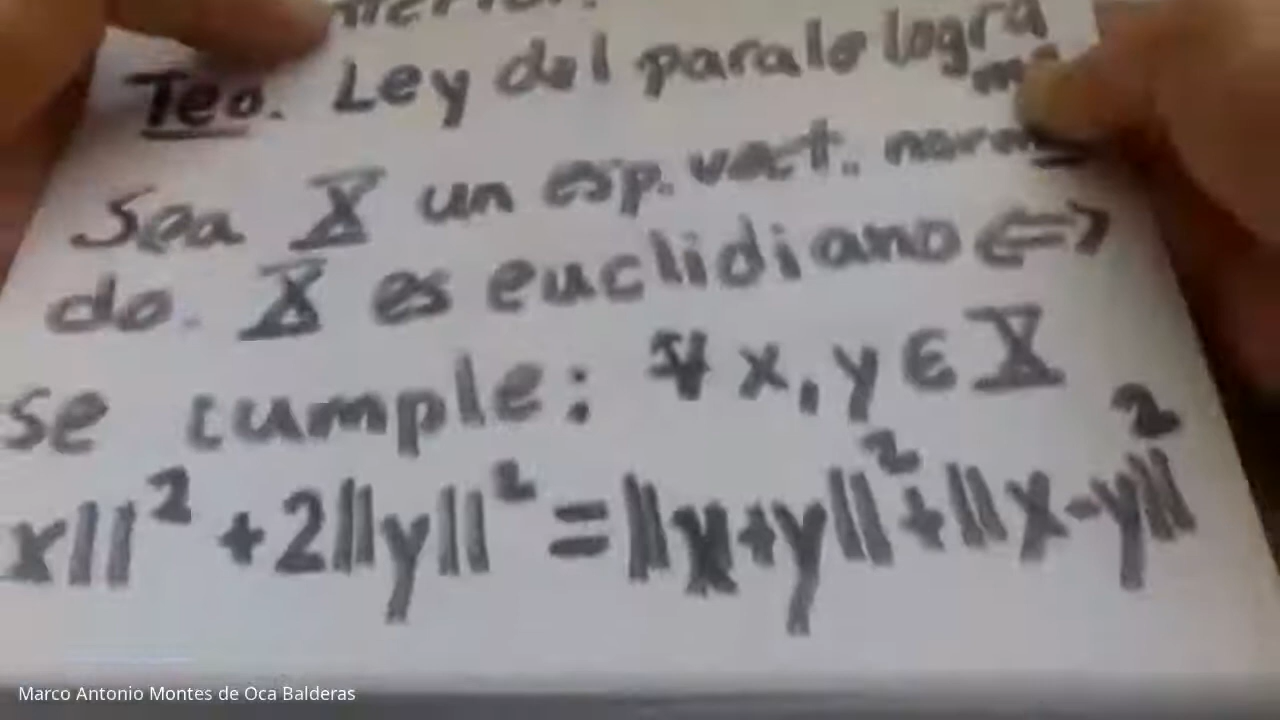 Teo. Ley del paralelogra
ma
Sea X un esp. vect. norma
do. X es euclidiano ⇔
se cumple: ∀ x, y ∈ X
x||² + 2||y||² = ||x+y||² + ||x-y||²
Marco Antonio Montes de Oca Balderas